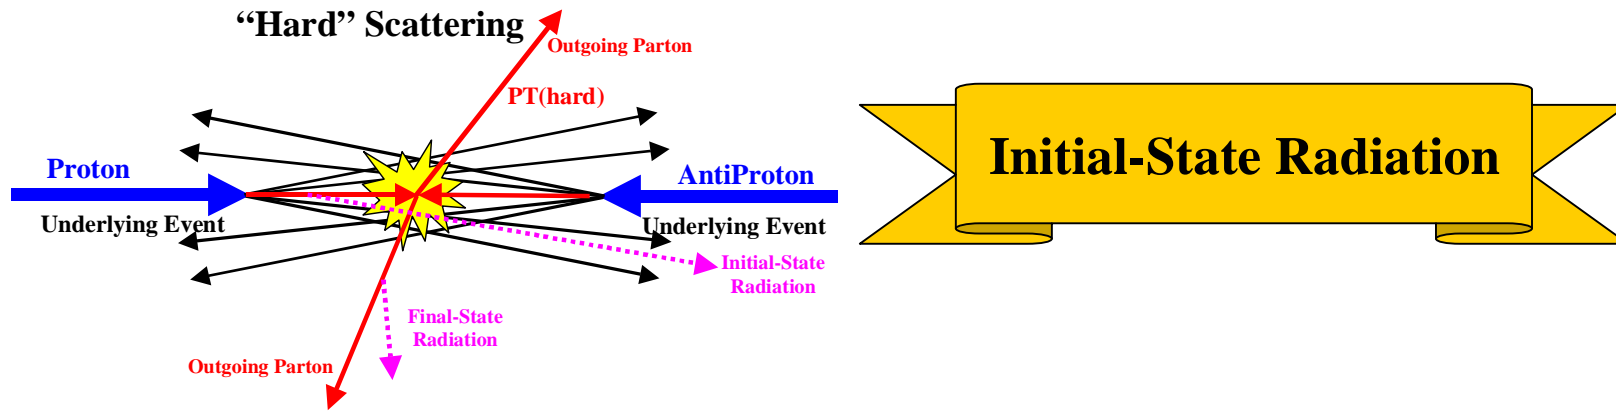 “Hard” Scattering
Outgoing Parton
PT(hard)
Initial-State Radiation
Proton
AntiProton
Underlying Event
Underlying Event
Initial-State
Radiation
Final-State
Radiation
Outgoing Parton